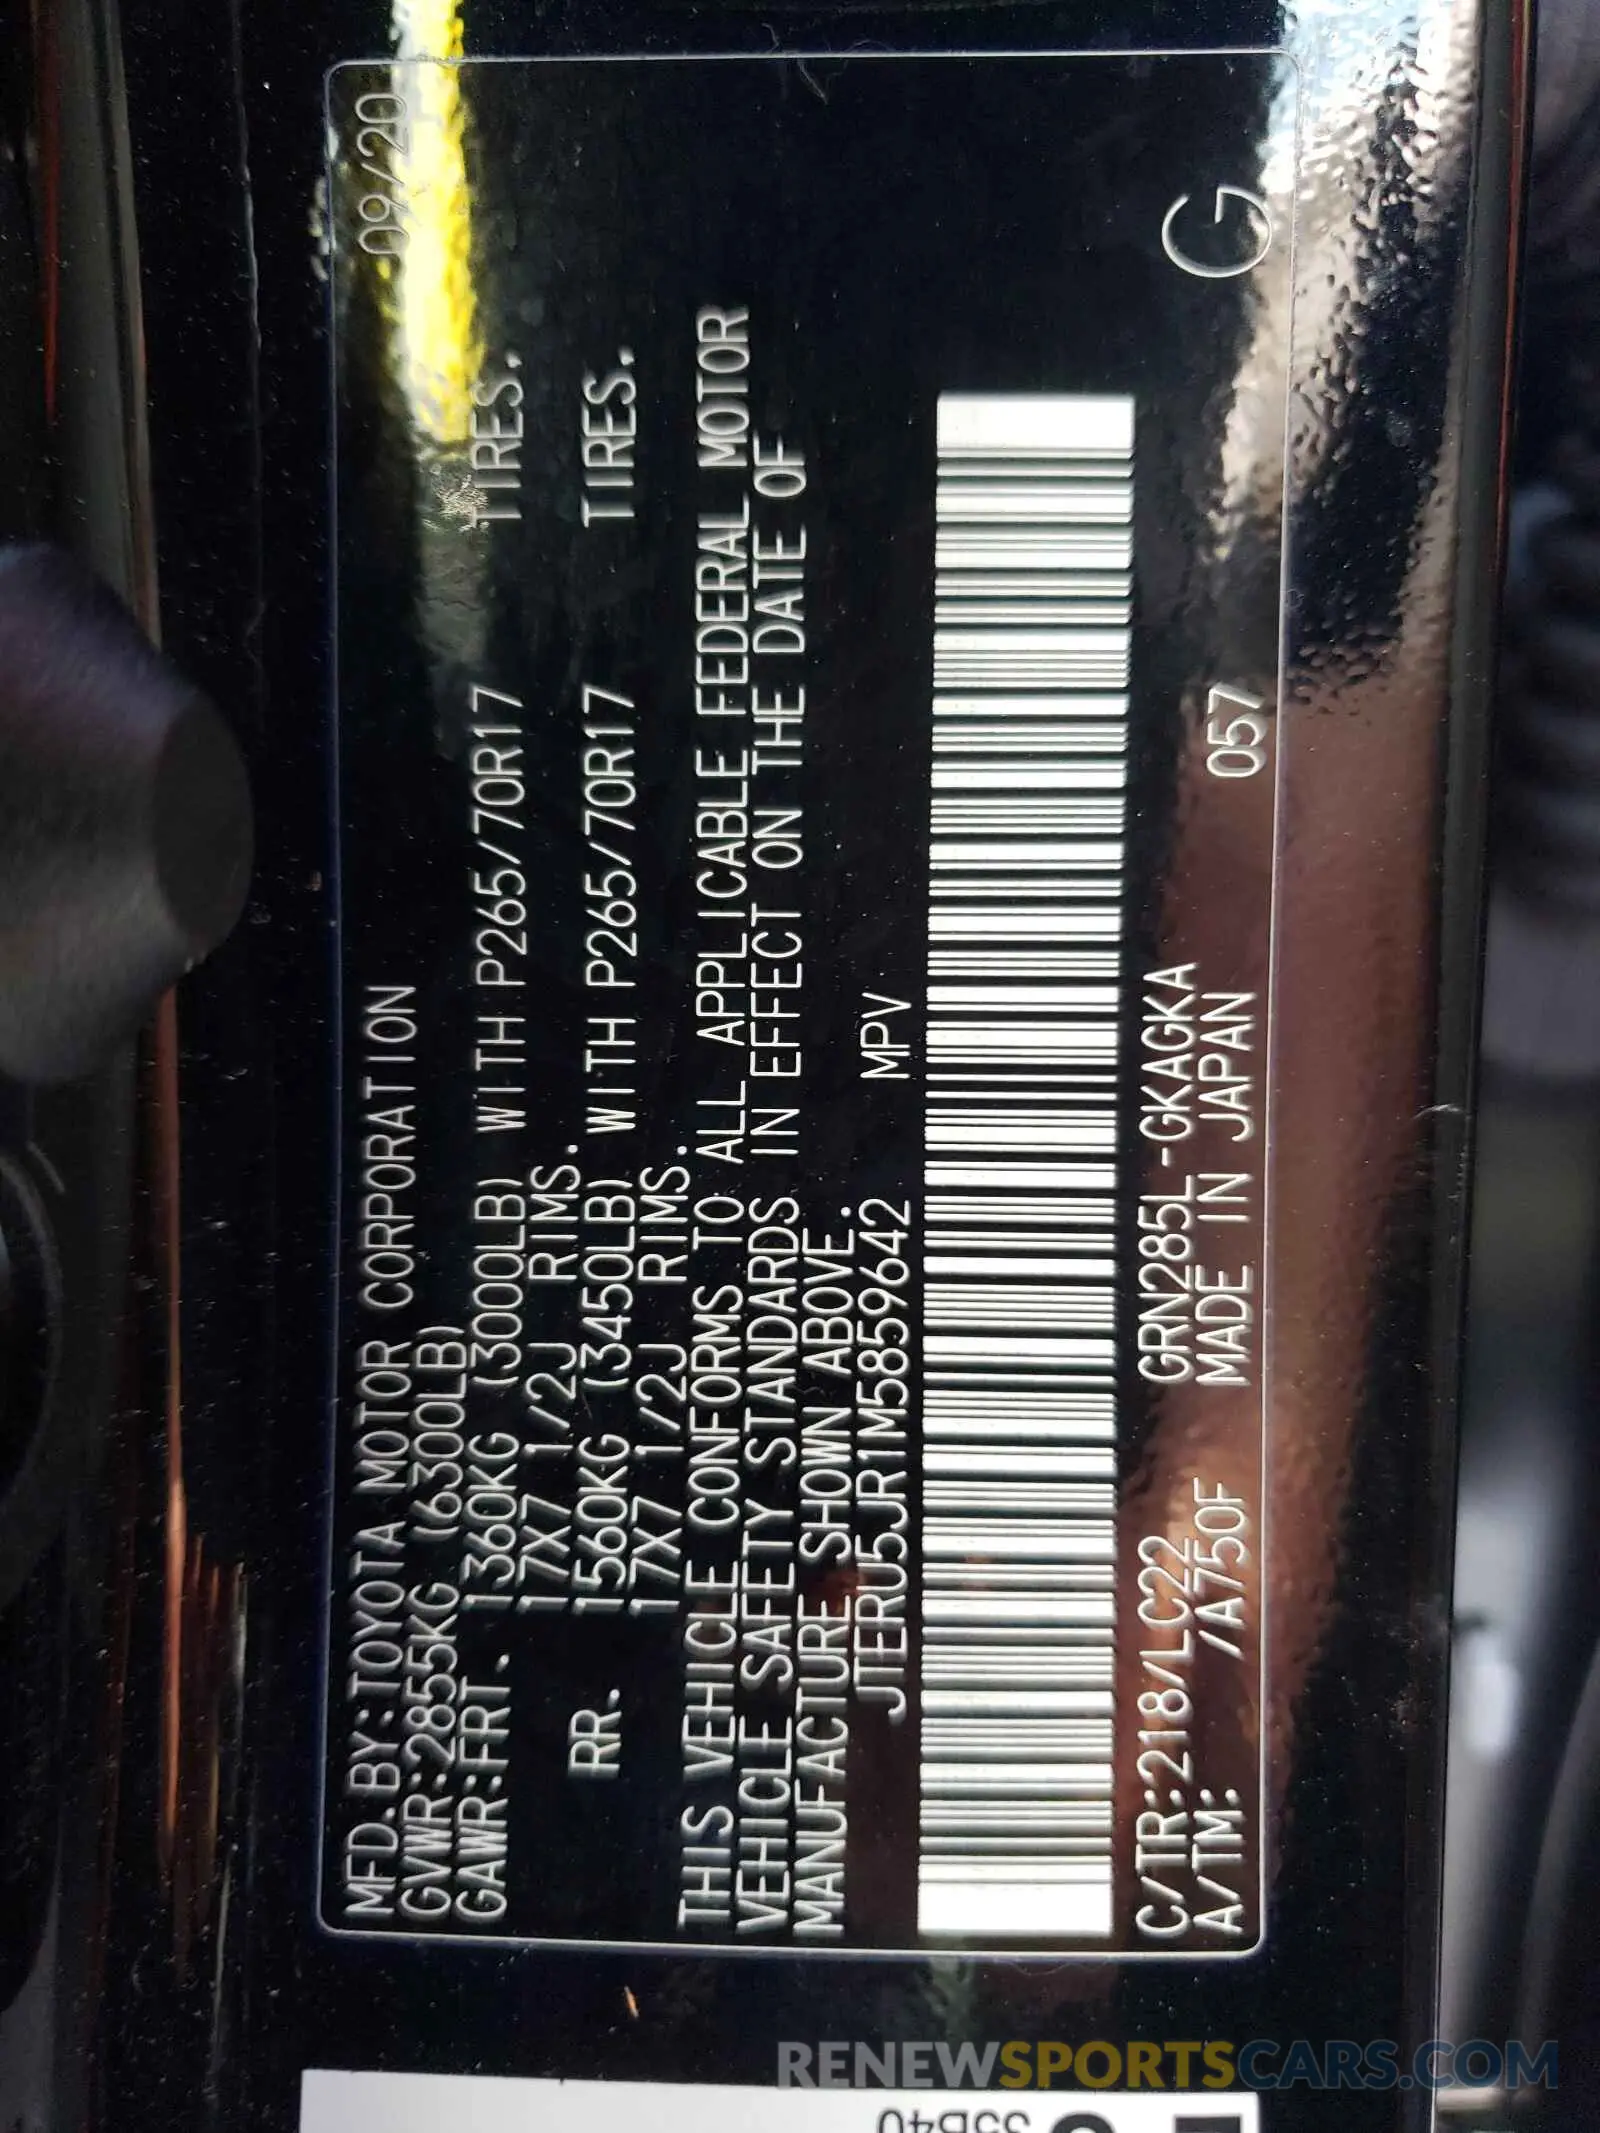 MFD.BY:TOYOTA MOTOR CORPORATION 09/20
GVWR:2855KG (6300LB)
GAWR:FRT. 1360KG (3000LB) WITH P265/70R17 TIRES.
17X7 1/2J RIMS.
RR. 1560KG (3450LB) WITH P265/70R17 TIRES.
17X7 1/2J RIMS.
THIS VEHICLE CONFORMS TO ALL APPLICABLE FEDERAL MOTOR
VEHICLE SAFETY STANDARDS IN EFFECT ON THE DATE OF
MANUFACTURE SHOWN ABOVE.
JTERU5JR1M5859642 MPV
C/TR:218/LC22 GRN285L-GKAGKA
A/TM: /A750F MADE IN JAPAN 057 G
RENEWSPORTSCARS.COM